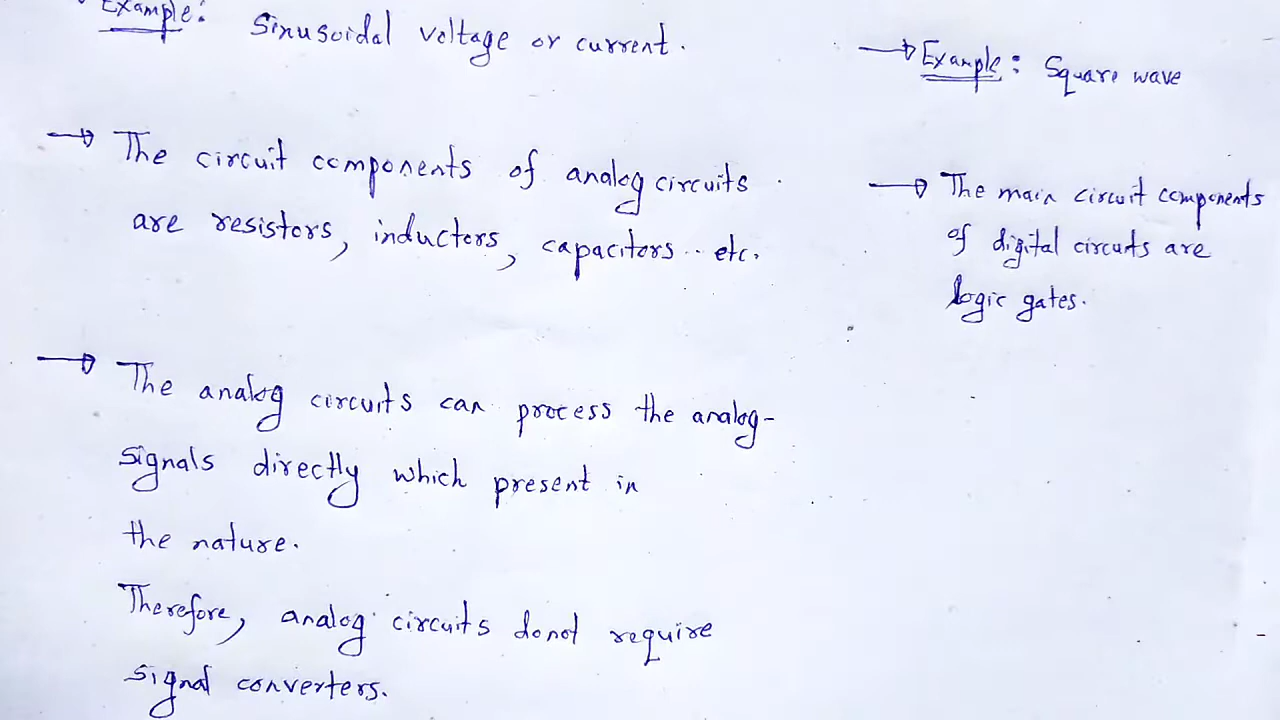 Example:
Sinusoidal voltage or current.
→ The circuit components of analog circuits.
are resistors, inductors, capacitors... etc.
→ The analog circuits can process the analog-
signals directly which present in
the nature.
Therefore, analog circuits donot require
signal converters.
→ Example: Square wave
→ The main circuit components
of digital circuits are
logic gates.